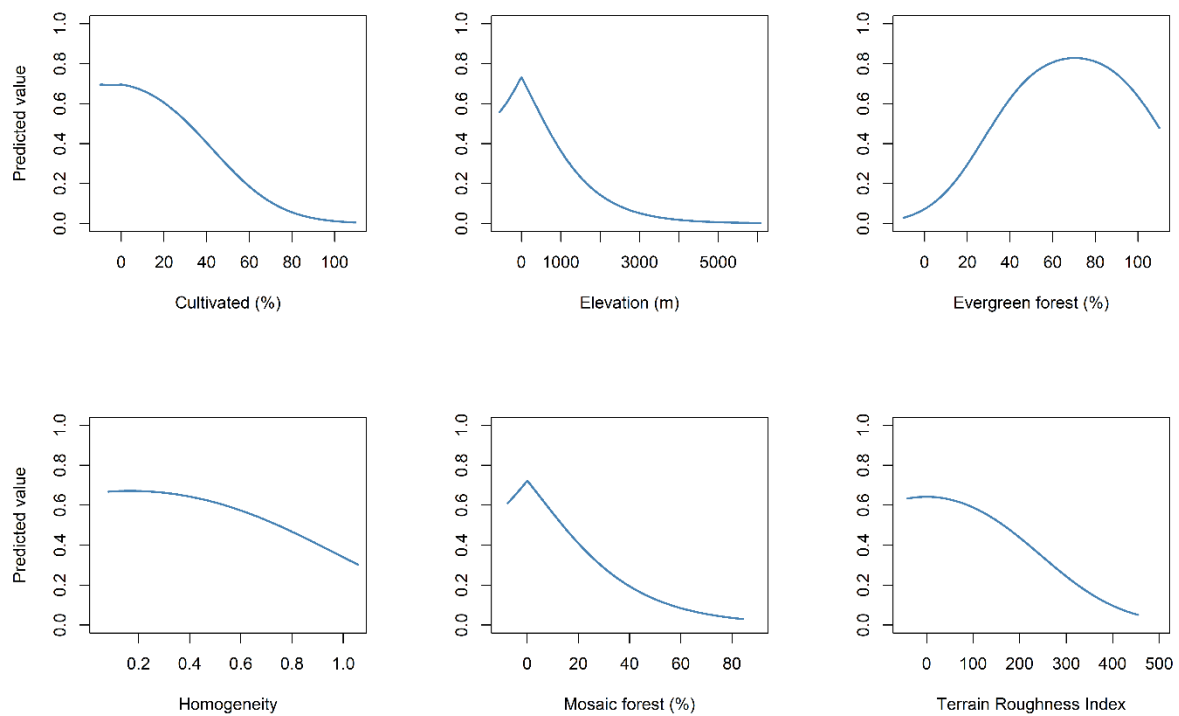 Predicted value
1.0
0.8
0.6
0.4
0.2
0.0
0 20 40 60 80 100
Cultivated (%)
1.0
0.8
0.6
0.4
0.2
0.0
0 1000 3000 5000
Elevation (m)
1.0
0.8
0.6
0.4
0.2
0.0
0 20 40 60 80 100
Evergreen forest (%)
Predicted value
1.0
0.8
0.6
0.4
0.2
0.0
0.2 0.4 0.6 0.8 1.0
Homogeneity
1.0
0.8
0.6
0.4
0.2
0.0
0 20 40 60 80
Mosaic forest (%)
1.0
0.8
0.6
0.4
0.2
0.0
0 100 200 300 400 500
Terrain Roughness Index